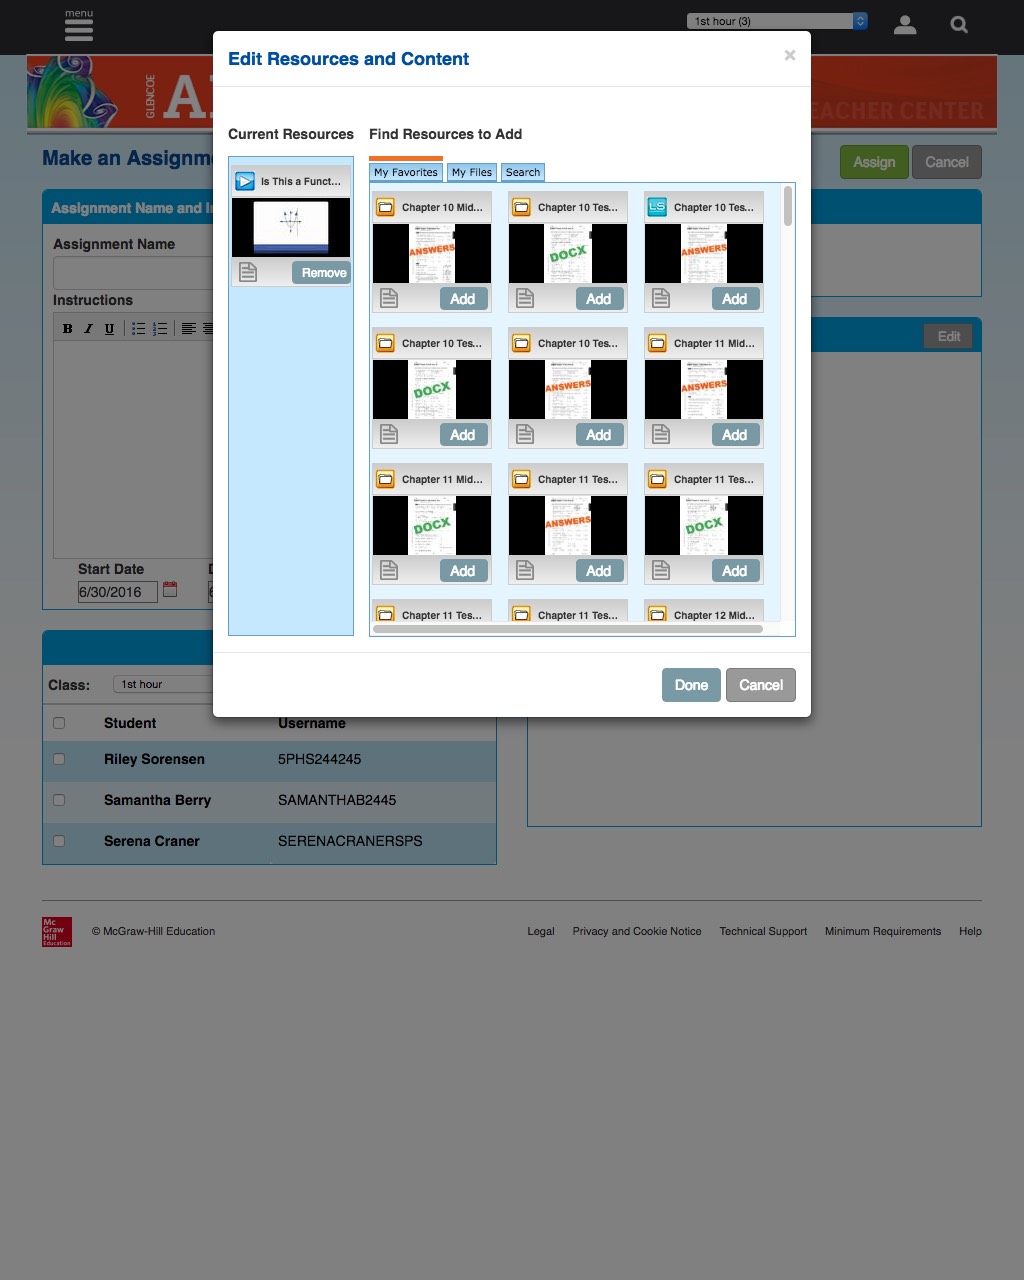 menu
1st hour (3)
GLENCOE
TEACHER CENTER
Edit Resources and Content
×
Current Resources
Find Resources to Add
Is This a Funct...
Remove
My Favorites
My Files
Search
Chapter 10 Mid...
Chapter 10 Tes...
LS
Chapter 10 Tes...
ANSWERS
DOCX
ANSWERS
Add
Add
Add
Chapter 10 Tes...
Chapter 10 Tes...
Chapter 11 Mid...
DOCX
ANSWERS
ANSWERS
Add
Add
Add
Chapter 11 Mid...
Chapter 11 Tes...
Chapter 11 Tes...
DOCX
ANSWERS
DOCX
Add
Add
Add
Chapter 11 Tes...
Chapter 11 Tes...
Chapter 12 Mid...
Done
Cancel
Make an Assignme
Assign
Cancel
Assignment Name and I
Assignment Name
Instructions
B I U
Edit
Start Date
6/30/2016
Class:
1st hour
Student
Username
Riley Sorensen
5PHS244245
Samantha Berry
SAMANTHAB2445
Serena Craner
SERENACRANERSPS
Mc
Graw
Hill
Education
© McGraw-Hill Education
Legal
Privacy and Cookie Notice
Technical Support
Minimum Requirements
Help